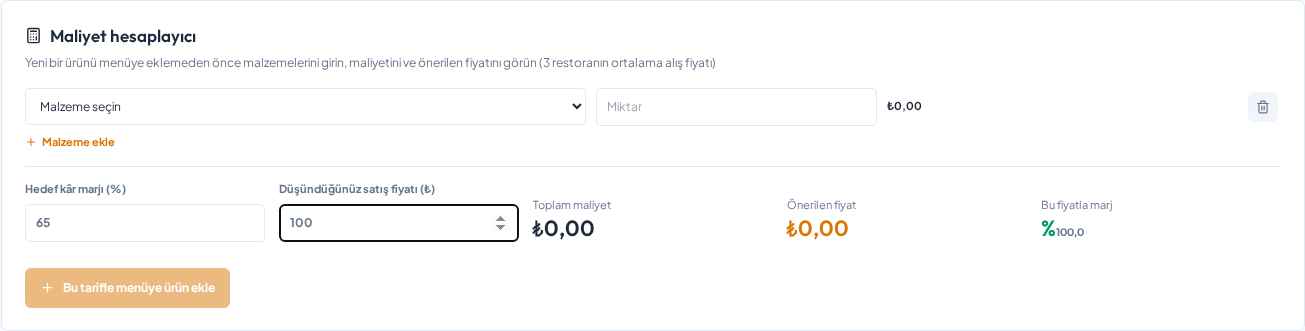 Maliyet hesaplayıcı
Yeni bir ürünü menüye eklemeden önce malzemelerini girin, maliyetini ve önerilen fiyatını görün (3 restoranın ortalama alış fiyatı)
Malzeme seçin
Miktar
₺0,00
+ Malzeme ekle
Hedef kâr marjı (%)
Düşündüğünüz satış fiyatı (₺)
65
100
Toplam maliyet
₺0,00
Önerilen fiyat
₺0,00
Bu fiyatla marj
%100,0
+ Bu tarifle menüye ürün ekle